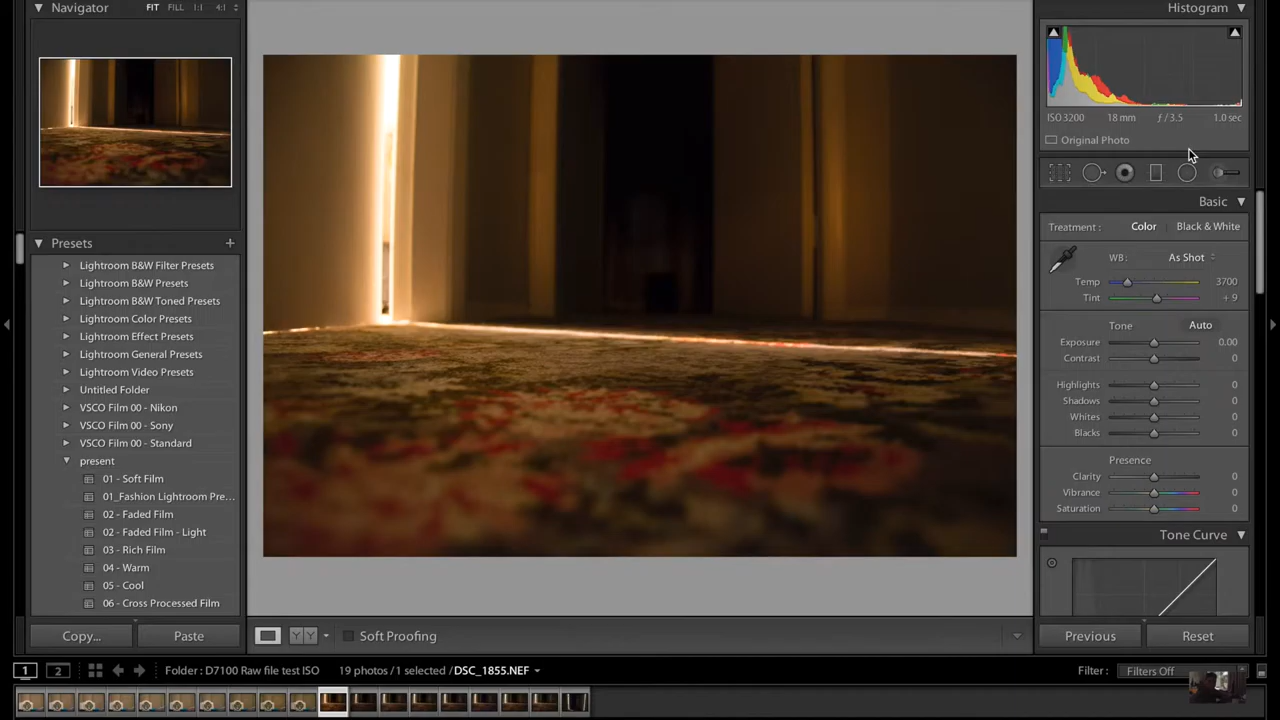 Navigator FIT FILL 1:1 4:1
Histogram
ISO 3200 18 mm ƒ / 3.5 1.0 sec
Original Photo
Basic
Treatment : Color Black & White
WB : As Shot
Temp 3700
Tint + 9
Tone Auto
Exposure 0.00
Contrast 0
Highlights 0
Shadows 0
Whites 0
Blacks 0
Presence
Clarity 0
Vibrance 0
Saturation 0
Tone Curve
Presets +
Lightroom B&W Filter Presets
Lightroom B&W Presets
Lightroom B&W Toned Presets
Lightroom Color Presets
Lightroom Effect Presets
Lightroom General Presets
Lightroom Video Presets
Untitled Folder
VSCO Film 00 - Nikon
VSCO Film 00 - Sony
VSCO Film 00 - Standard
present
01 - Soft Film
01_Fashion Lightroom Pre...
02 - Faded Film
02 - Faded Film - Light
03 - Rich Film
04 - Warm
05 - Cool
06 - Cross Processed Film
Copy... Paste
YY Soft Proofing
Previous Reset
1 2 Folder : D7100 Raw file test ISO 19 photos / 1 selected / DSC_1855.NEF Filter : Filters Off